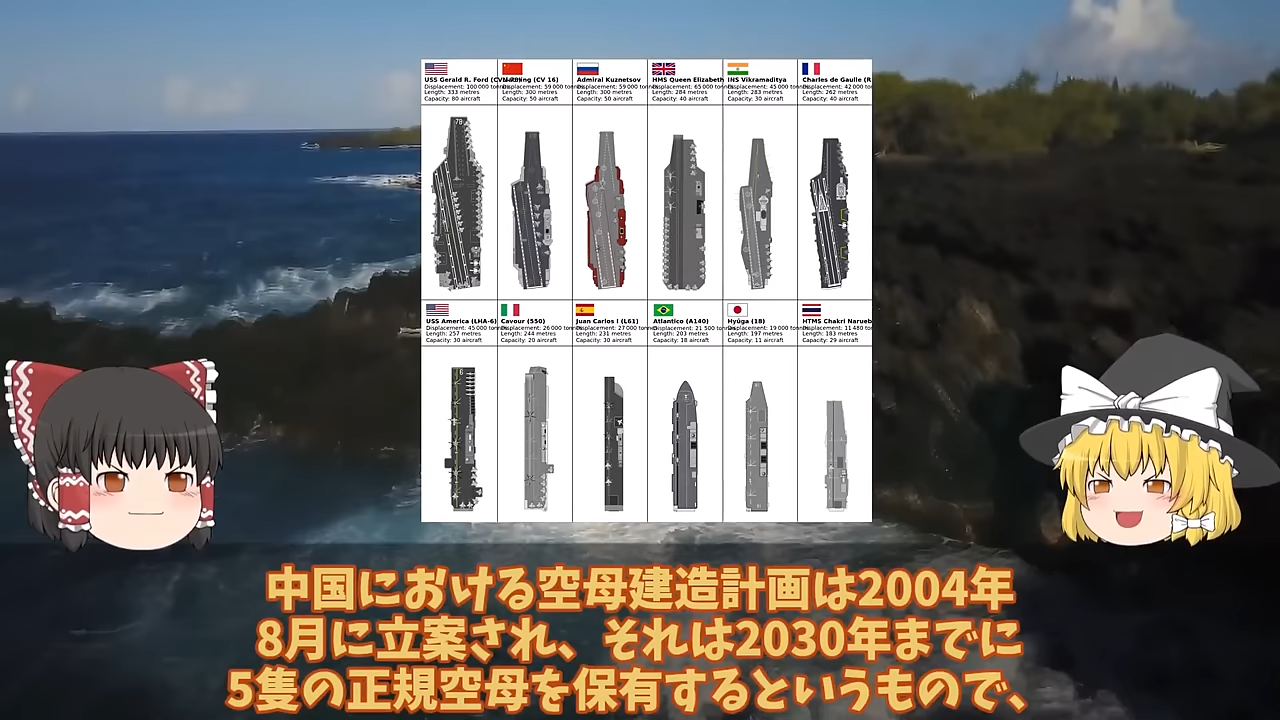 USS Gerald R. Ford (CV
Displacement: 100 000 tonnes
Length: 333 metres
Capacity: 80 aircraft
(CV 16)
Displacement: 59 000 tonnes
Length: 300 metres
Capacity: 50 aircraft
Admiral Kuznetsov
Displacement: 59 000 tonnes
Length: 300 metres
Capacity: 50 aircraft
HMS Queen Elizabeth
Displacement: 65 000 tonnes
Length: 284 metres
Capacity: 40 aircraft
INS Vikramaditya
Displacement: 45 000 tonnes
Length: 283 metres
Capacity: 30 aircraft
Charles de Gaulle (R
Displacement: 42 000 ton
Length: 262 metres
Capacity: 40 aircraft
78
USS America (LHA-6)
Displacement: 45 000 tonnes
Length: 257 metres
Capacity: 30 aircraft
Cavour (550)
Displacement: 26 000 tonnes
Length: 244 metres
Capacity: 20 aircraft
Juan Carlos I (L61)
Displacement: 27 000 tonnes
Length: 231 metres
Capacity: 30 aircraft
Atlantico (A140)
Displacement: 21 500 tonnes
Length: 203 metres
Capacity: 18 aircraft
Hyūga (18)
Displacement: 19 000 tonnes
Length: 197 metres
Capacity: 11 aircraft
HTMS Chakri Narueb
Displacement: 11 480 ton
Length: 183 metres
Capacity: 29 aircraft
6
中国における空母建造計画は2004年
8月に立案され、それは2030年までに
5隻の正規空母を保有するというもので、